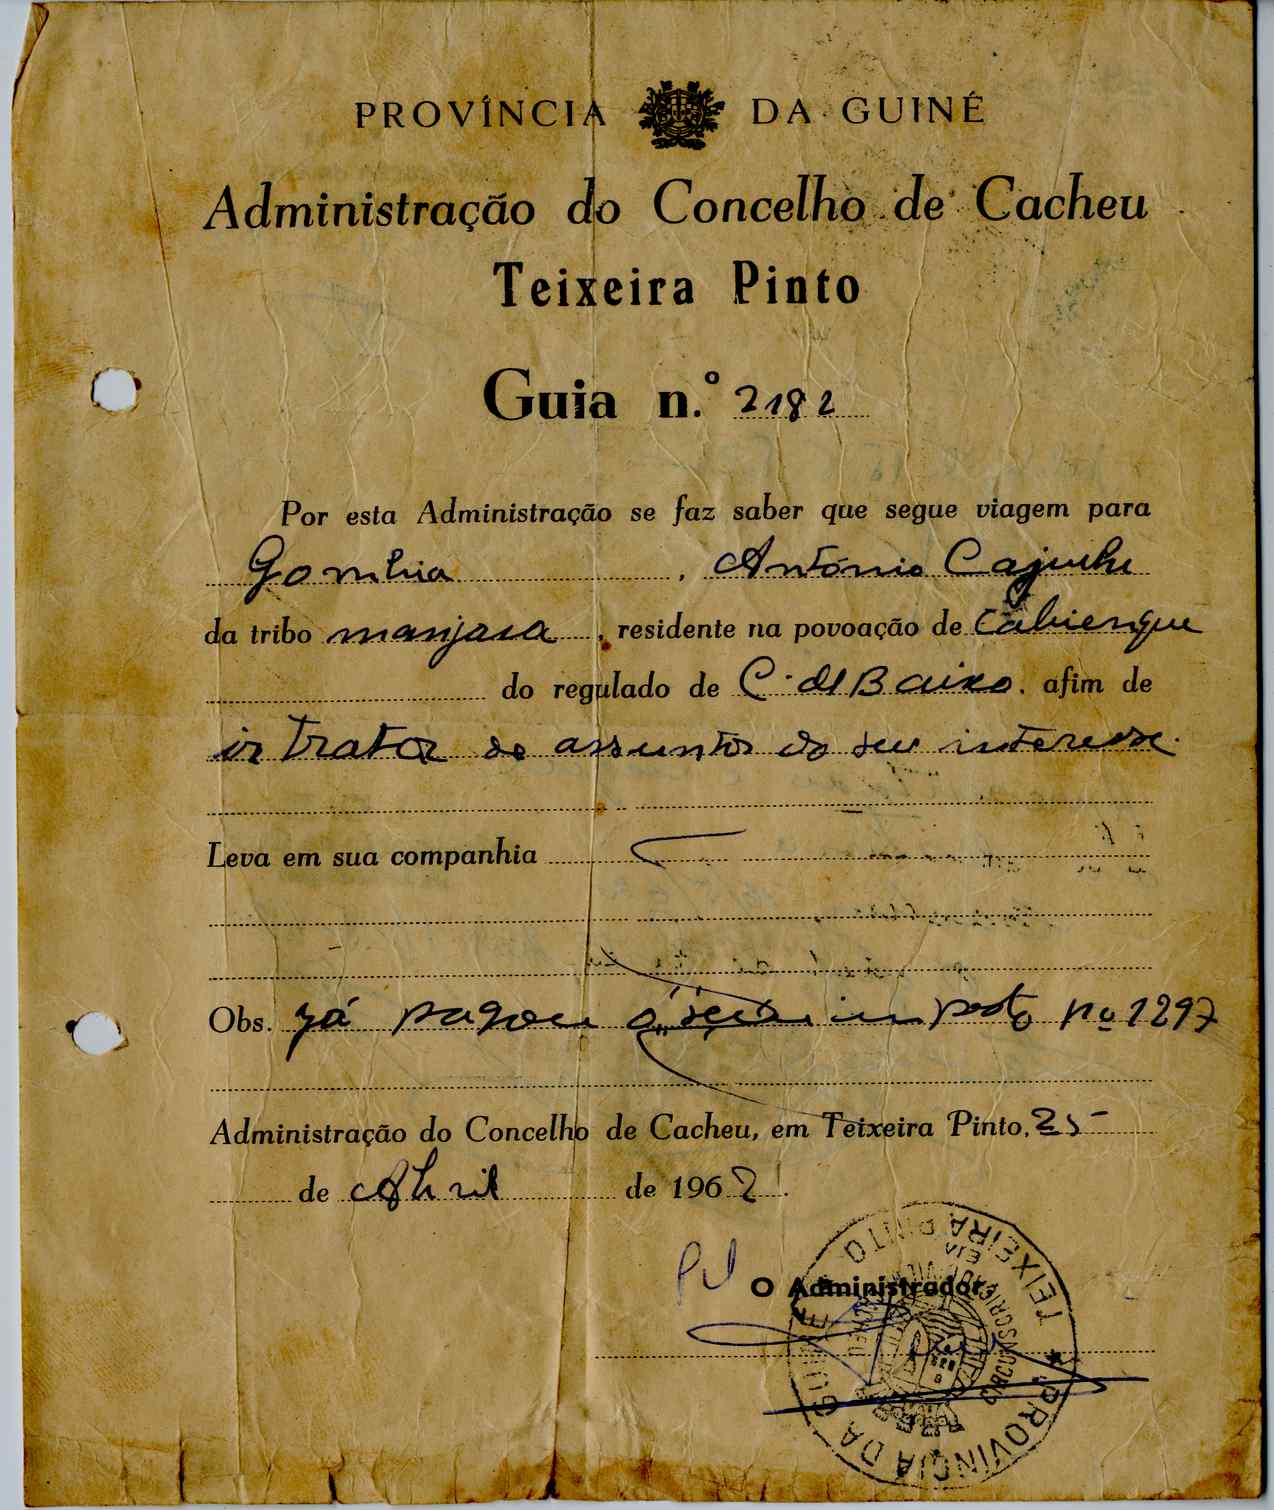 PROVÍNCIA DA GUINÉ
Administração do Concelho de Cacheu
Teixeira Pinto
Guia n.º 2182
Por esta Administração se faz saber que segue viagem para
António
da tribo manjaca, residente na povoação de
do regulado de C. de Baixo. afim de
ir tratar de assuntos do seu interesse.
Leva em sua companhia
Obs. Já pagou o seu imposto nº 1297
Administração do Concelho de Cacheu, em Teixeira Pinto, 25
de Abril de 1962.
O Administrador,
PROVÍNCIA DA GUINÉ
TEIXEIRA PINTO